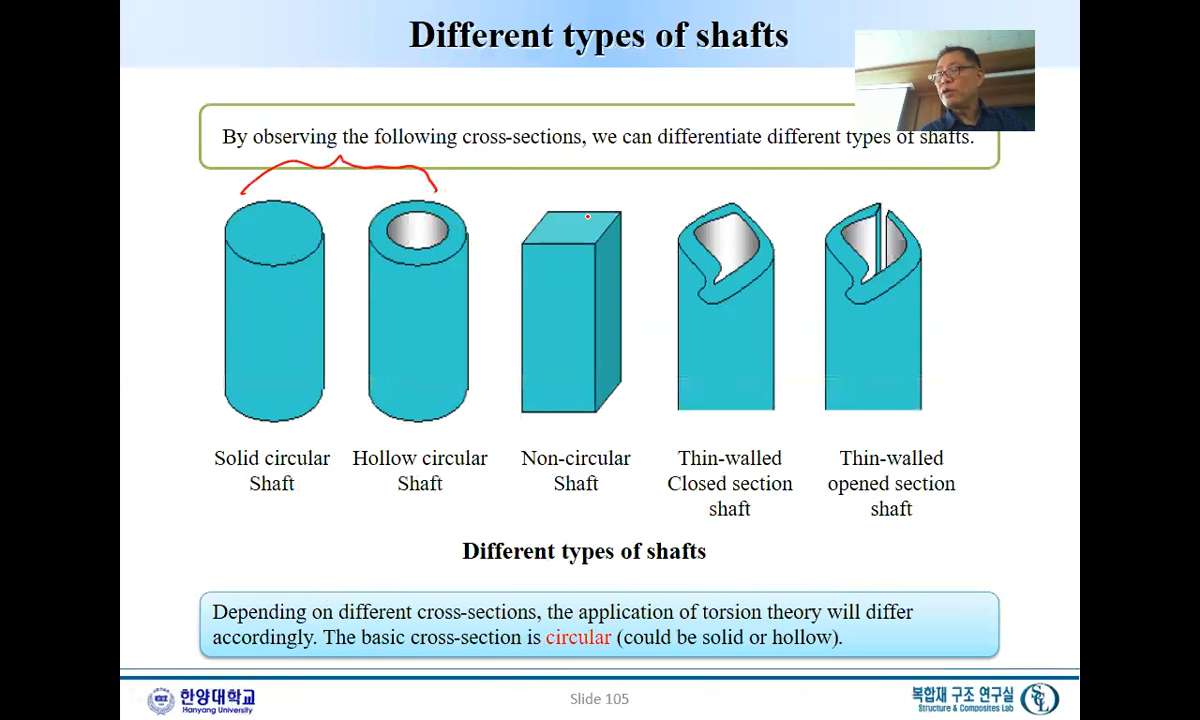 Different types of shafts
By observing the following cross-sections, we can differentiate different types of shafts.
Solid circular
Shaft
Hollow circular
Shaft
Non-circular
Shaft
Thin-walled
Closed section
shaft
Thin-walled
opened section
shaft
Different types of shafts
Depending on different cross-sections, the application of torsion theory will differ
accordingly. The basic cross-section is circular (could be solid or hollow).
한양대학교
Hanyang University
Slide 105
복합재 구조 연구실
Structure & Composites Lab